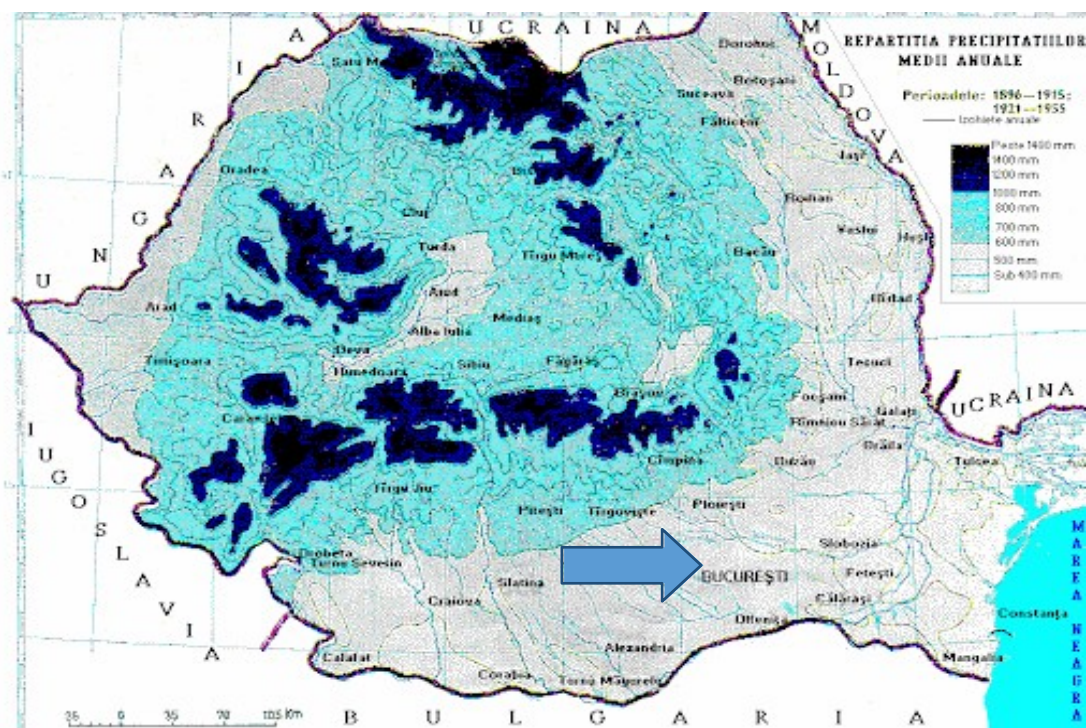 UCRAINA
MOLDOVA
REPARTITIA PRECIPITATIILOR
MEDII ANUALE
Perioadele: 1896—1915;
1921—1955
Izohiete anuale
Peste 1400 mm
1400 mm
1200 mm
1000 mm
800 mm
700 mm
600 mm
500 mm
Sub 400 mm
UNGARIA
Dorohoi
Botoşani
Satu M
Suceava
Fălticeni
Iaşi
Oradea
Roman
Cluj
Vaslui
Huşi
Turda
Tîrgu Mureş
Bacău
Aiud
Bîrlad
Arad
Mediaş
Alba Iulia
Deva
Tecuci
Timişoara
Hunedoara
Sibiu
Făgăraş
Braşov
Focşani
Galaţi
UCRAINA
Rîmnicu Sărat
Brăila
Cîmpina
Buzău
Tulcea
IUGOSLAVIA
Tîrgu Jiu
Piteşti
Tîrgovişte
Ploieşti
MAREA NEAGRA
Drobeta
Turnu Severin
Slobozia
BUCUREŞTI
Feteşti
Slatina
Craiova
Călăraşi
Constanţa
Olteniţa
Alexandria
Calafat
Mangalia
Corabia
Turnu Măgurele
25 0 35 70 105 Km
BULGARIA